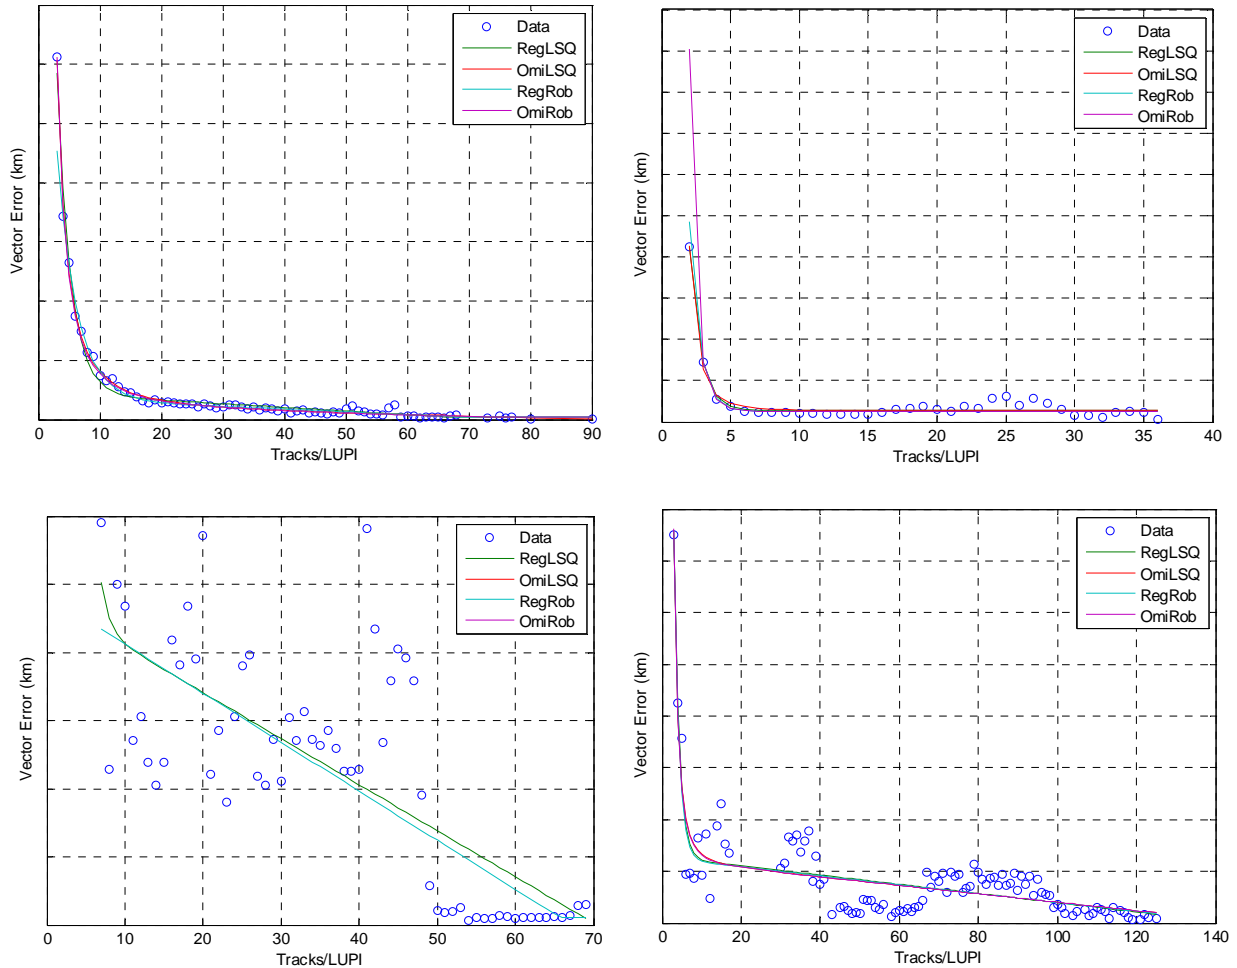 Data
RegLSQ
OmiLSQ
RegRob
OmiRob
Vector Error (km)
0 10 20 30 40 50 60 70 80 90
Tracks/LUPI
Data
RegLSQ
OmiLSQ
RegRob
OmiRob
Vector Error (km)
0 5 10 15 20 25 30 35 40
Tracks/LUPI
Data
RegLSQ
OmiLSQ
RegRob
OmiRob
Vector Error (km)
0 10 20 30 40 50 60 70
Tracks/LUPI
Data
RegLSQ
OmiLSQ
RegRob
OmiRob
Vector Error (km)
0 20 40 60 80 100 120 140
Tracks/LUPI